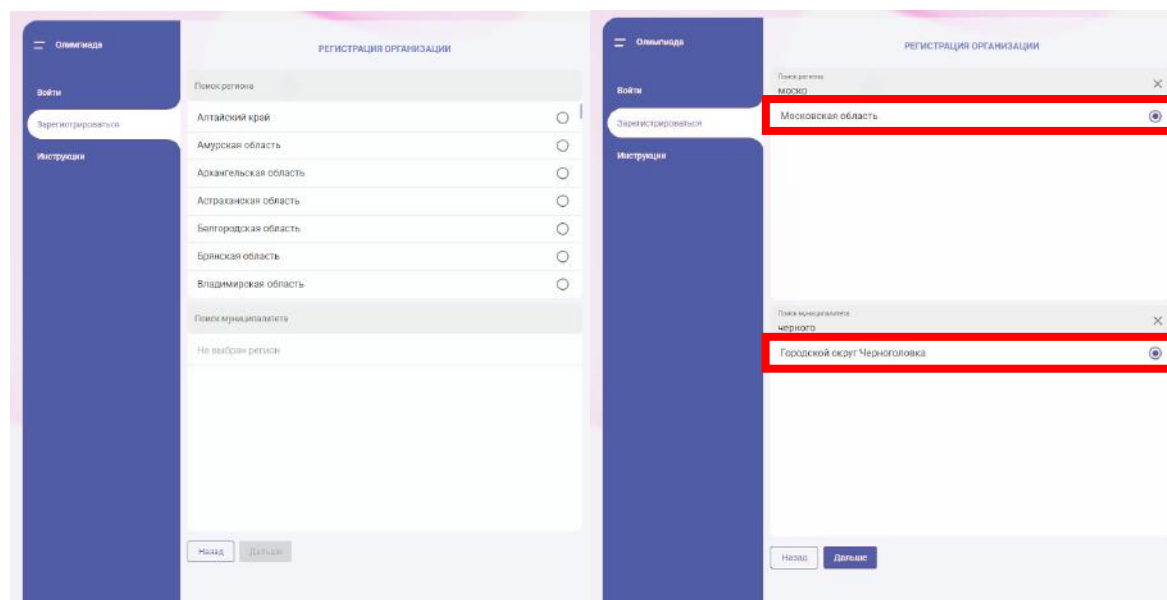 Олимпиада
РЕГИСТРАЦИЯ ОРГАНИЗАЦИИ
Войти
Зарегистрироваться
Инструкции
Поиск региона
Алтайский край
Амурская область
Архангельская область
Астраханская область
Белгородская область
Брянская область
Владимирская область
Поиск муниципалитета
Не выбран регион
Назад Дальше
Олимпиада
РЕГИСТРАЦИЯ ОРГАНИЗАЦИИ
Войти
Зарегистрироваться
Инструкции
Поиск региона
моско
Московская область
Поиск муниципалитета
черного
Городской округ Черноголовка
Назад Дальше